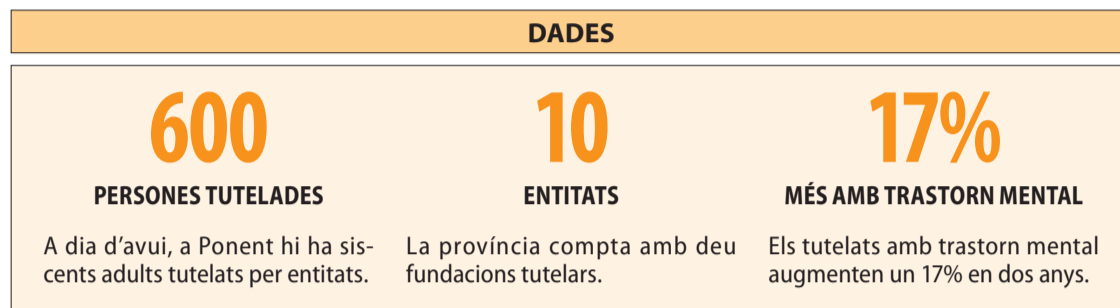 DADES
600
PERSONES TUTELADES
A dia d'avui, a Ponent hi ha sis-
cents adults tutelats per entitats.
10
ENTITATS
La província compta amb deu
fundacions tutelars.
17%
MÉS AMB TRASTORN MENTAL
Els tutelats amb trastorn mental
augmenten un 17% en dos anys.